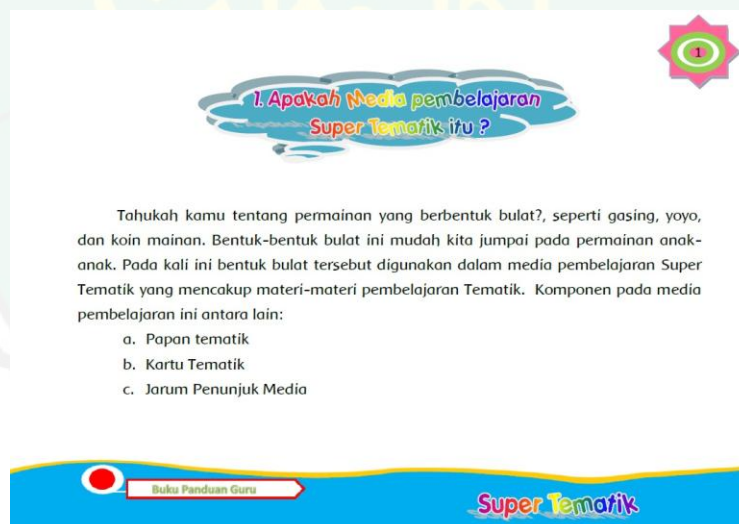 1
1. Apakah Media pembelajaran
Super Tematik itu ?
Tahukah kamu tentang permainan yang berbentuk bulat?, seperti gasing, yoyo,
dan koin mainan. Bentuk-bentuk bulat ini mudah kita jumpai pada permainan anak-
anak. Pada kali ini bentuk bulat tersebut digunakan dalam media pembelajaran Super
Tematik yang mencakup materi-materi pembelajaran Tematik. Komponen pada media
pembelajaran ini antara lain:
a. Papan tematik
b. Kartu Tematik
c. Jarum Penunjuk Media
Buku Panduan Guru
Super Tematik